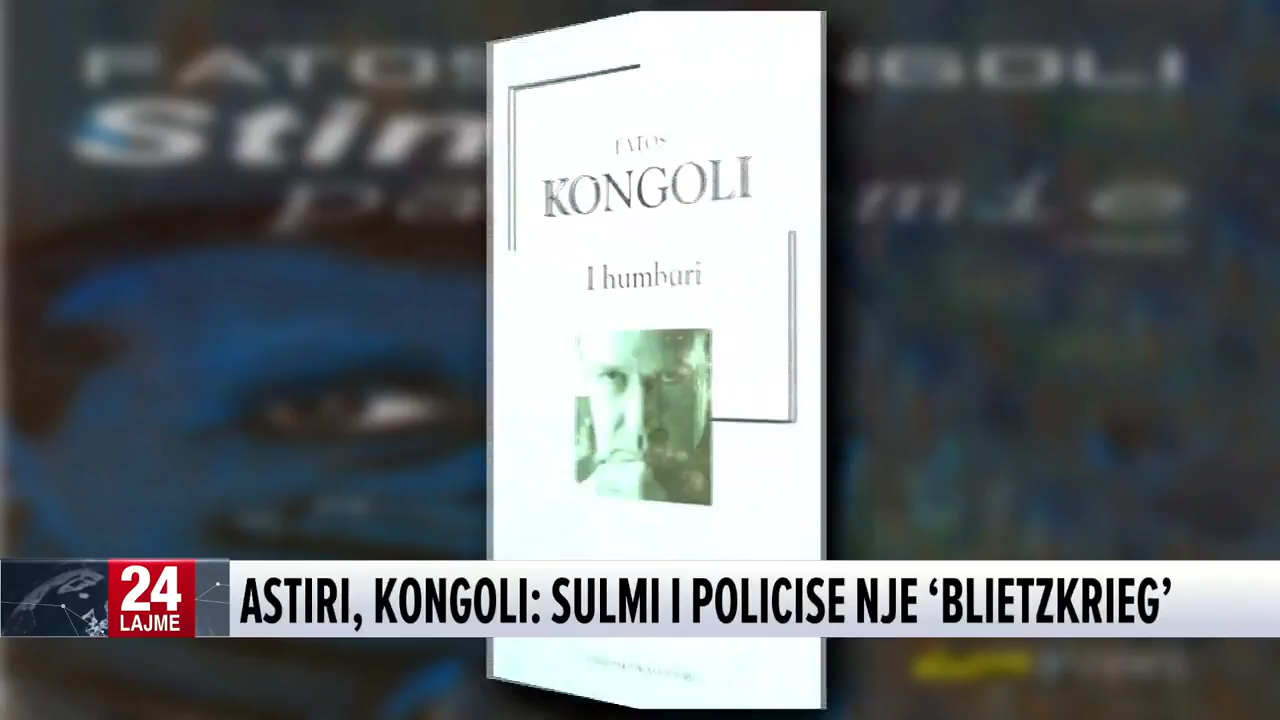 FATOS
KONGOLI
I humburi
24
LAJME
ASTIRI, KONGOLI: SULMI I POLICISE NJE ‘BLIETZKRIEG’